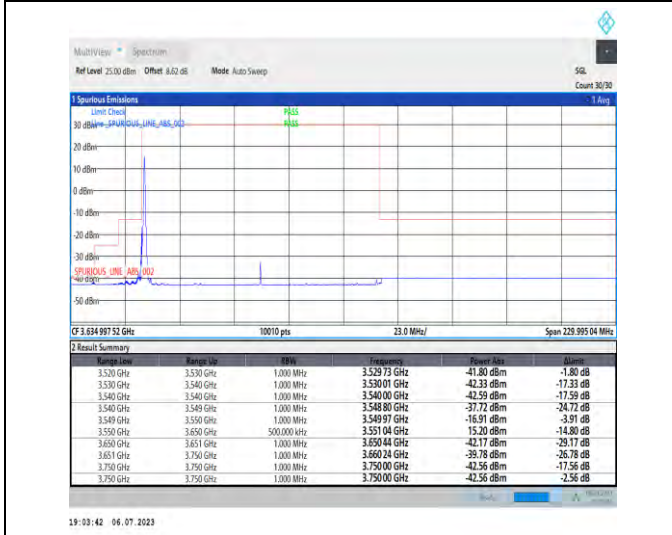 MultiView Spectrum
Ref Level 25.00 dBm Offset 8.62 dB Mode Auto Sweep SGL
Count 30/30
1 Spurious Emissions 1 Avg
Limit Check PASS
30 dBm Line _SPURIOUS_LINE_ABS_002 PASS
20 dBm
10 dBm
0 dBm
-10 dBm
-20 dBm
-30 dBm
SPURIOUS_LINE_ABS_002
-40 dBm
-50 dBm
CF 3.634 997 52 GHz 10010 pts 23.0 MHz/ Span 229.995 04 MHz
2 Result Summary
Range Low Range Up RBW Frequency Power Abs ΔLimit
3.520 GHz 3.530 GHz 1.000 MHz 3.529 73 GHz -41.80 dBm -1.80 dB
3.530 GHz 3.540 GHz 1.000 MHz 3.530 01 GHz -42.33 dBm -17.33 dB
3.540 GHz 3.540 GHz 1.000 MHz 3.540 00 GHz -42.59 dBm -17.59 dB
3.540 GHz 3.549 GHz 1.000 MHz 3.548 80 GHz -37.72 dBm -24.72 dB
3.549 GHz 3.550 GHz 1.000 MHz 3.549 97 GHz -16.91 dBm -3.91 dB
3.550 GHz 3.650 GHz 500.000 kHz 3.551 04 GHz 15.20 dBm -14.80 dB
3.650 GHz 3.651 GHz 1.000 MHz 3.650 44 GHz -42.17 dBm -29.17 dB
3.651 GHz 3.750 GHz 1.000 MHz 3.660 24 GHz -39.78 dBm -26.78 dB
3.750 GHz 3.750 GHz 1.000 MHz 3.750 00 GHz -42.56 dBm -17.56 dB
3.750 GHz 3.750 GHz 1.000 MHz 3.750 00 GHz -42.56 dBm -2.56 dB
19:03:42 06.07.2023